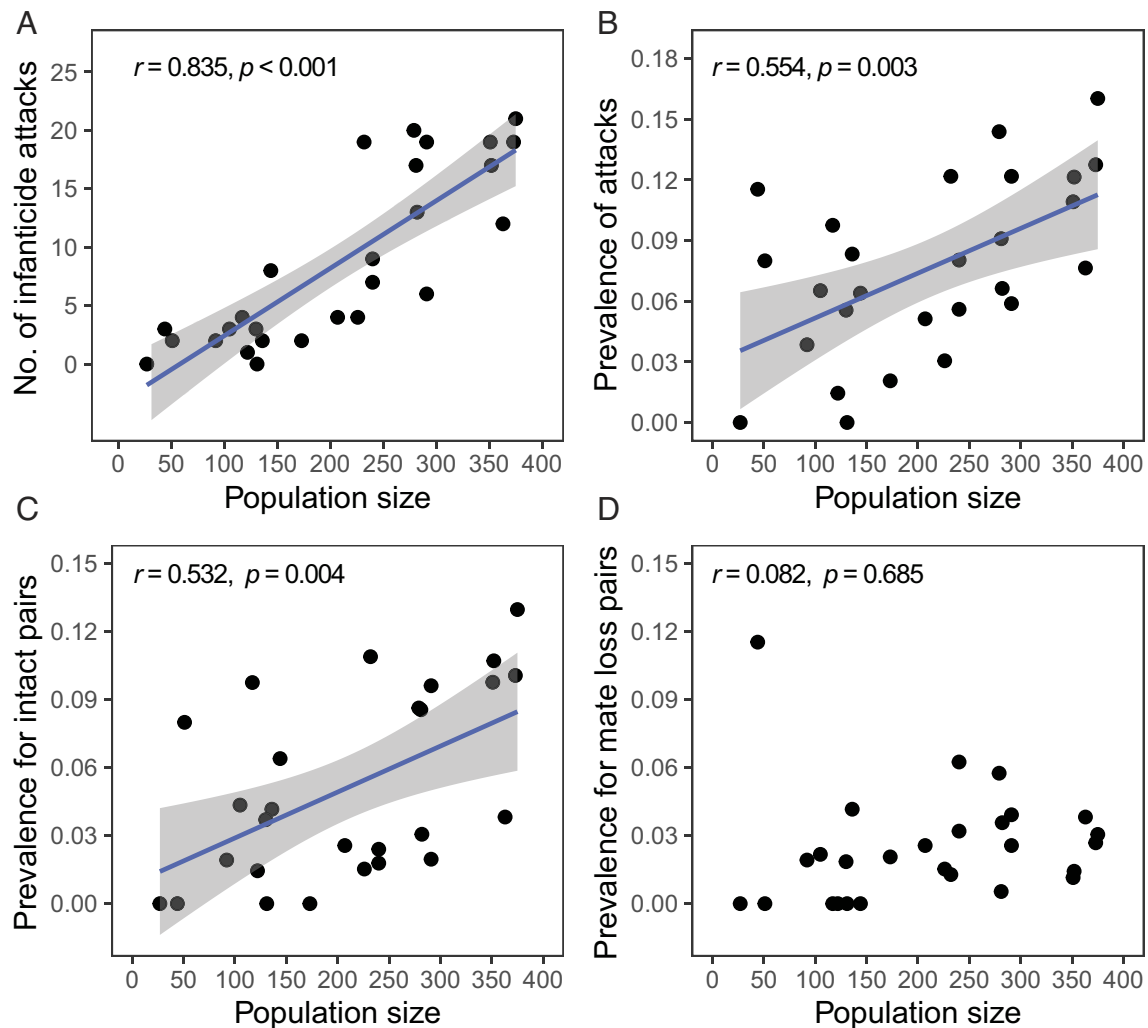 A
r = 0.835, p < 0.001
No. of infanticide attacks
25
20
15
10
5
0
0 50 100 150 200 250 300 350 400
Population size
B
r = 0.554, p = 0.003
Prevalence of attacks
0.18
0.15
0.12
0.09
0.06
0.03
0.00
0 50 100 150 200 250 300 350 400
Population size
C
r = 0.532, p = 0.004
Prevalence for intact pairs
0.15
0.12
0.09
0.06
0.03
0.00
0 50 100 150 200 250 300 350 400
Population size
D
r = 0.082, p = 0.685
Prevalence for mate loss pairs
0.15
0.12
0.09
0.06
0.03
0.00
0 50 100 150 200 250 300 350 400
Population size